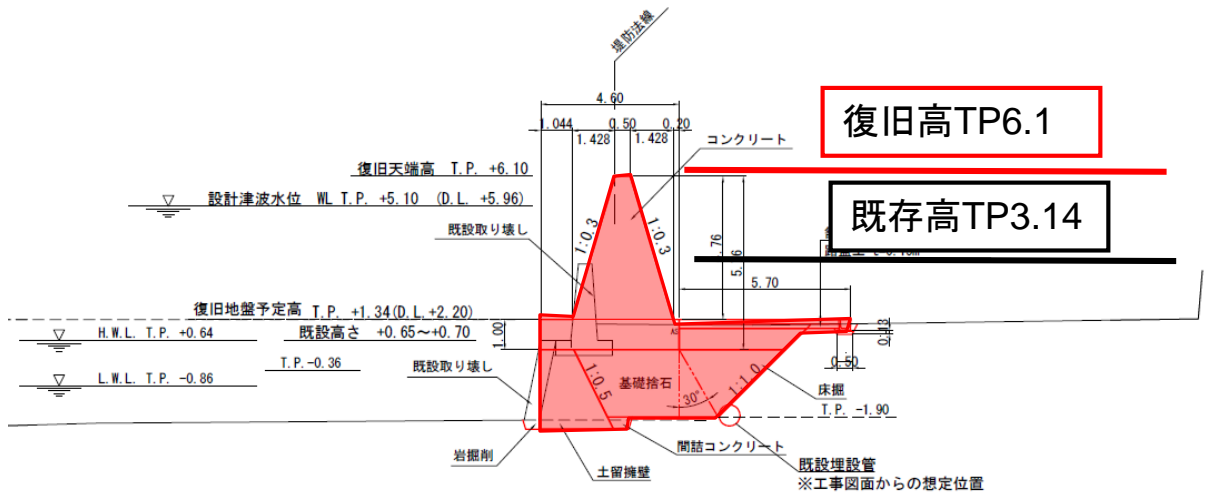 堤防法線
4.60
1.044
0.50
0.20
1.428
1.428
コンクリート
復旧高TP6.1
復旧天端高 T.P. +6.10
設計津波水位 WL T.P. +5.10 (D.L. +5.96)
既存高TP3.14
既設取り壊し
1:0.3
1:0.3
.76
5.
6
5.70
復旧地盤予定高 T.P. +1.34(D.L.+2.20)
H.W.L. T.P. +0.64
既設高さ +0.65～+0.70
1.00
0.13
T.P.-0.36
既設取り壊し
0.50
L.W.L. T.P. -0.86
1:0.5
基礎捨石
30°
1:1.0
床掘
T.P. -1.90
岩掘削
土留擁壁
間詰コンクリート
既設埋設管
※工事図面からの想定位置